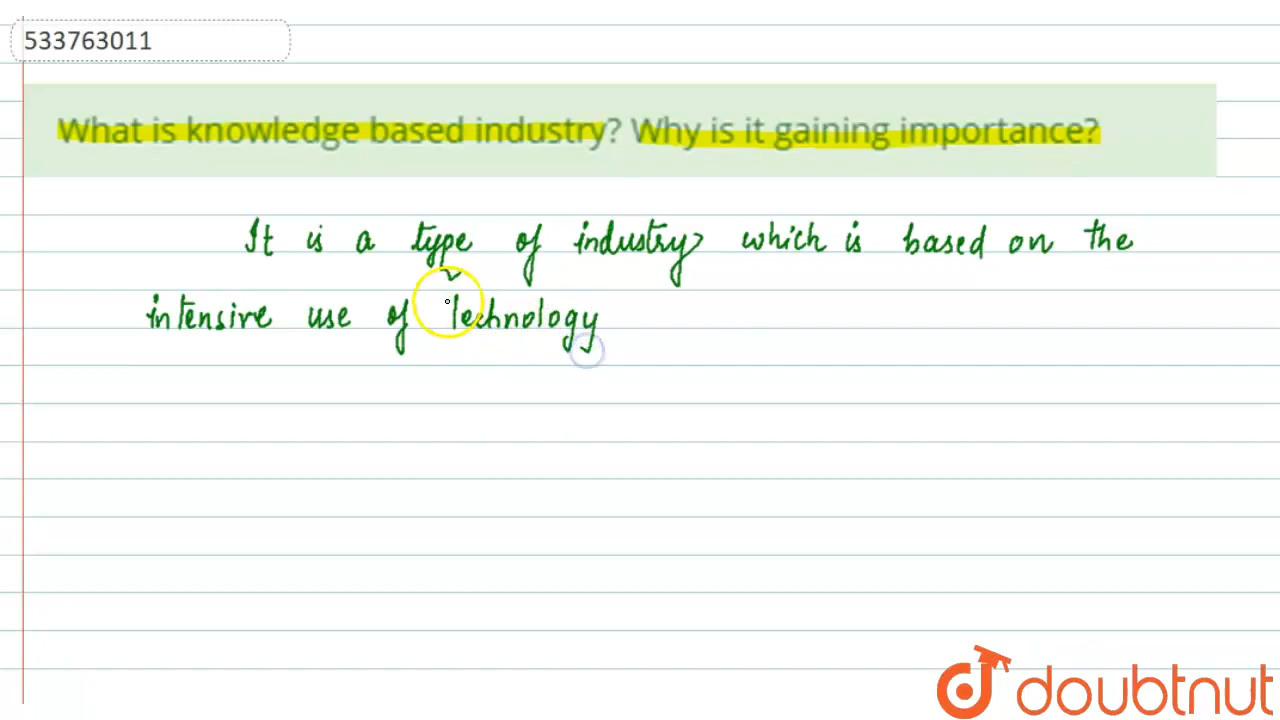 533763011
What is knowledge based industry? Why is it gaining importance?
It is a type of industry which is based on the
intensive use of Technology
doubtnut